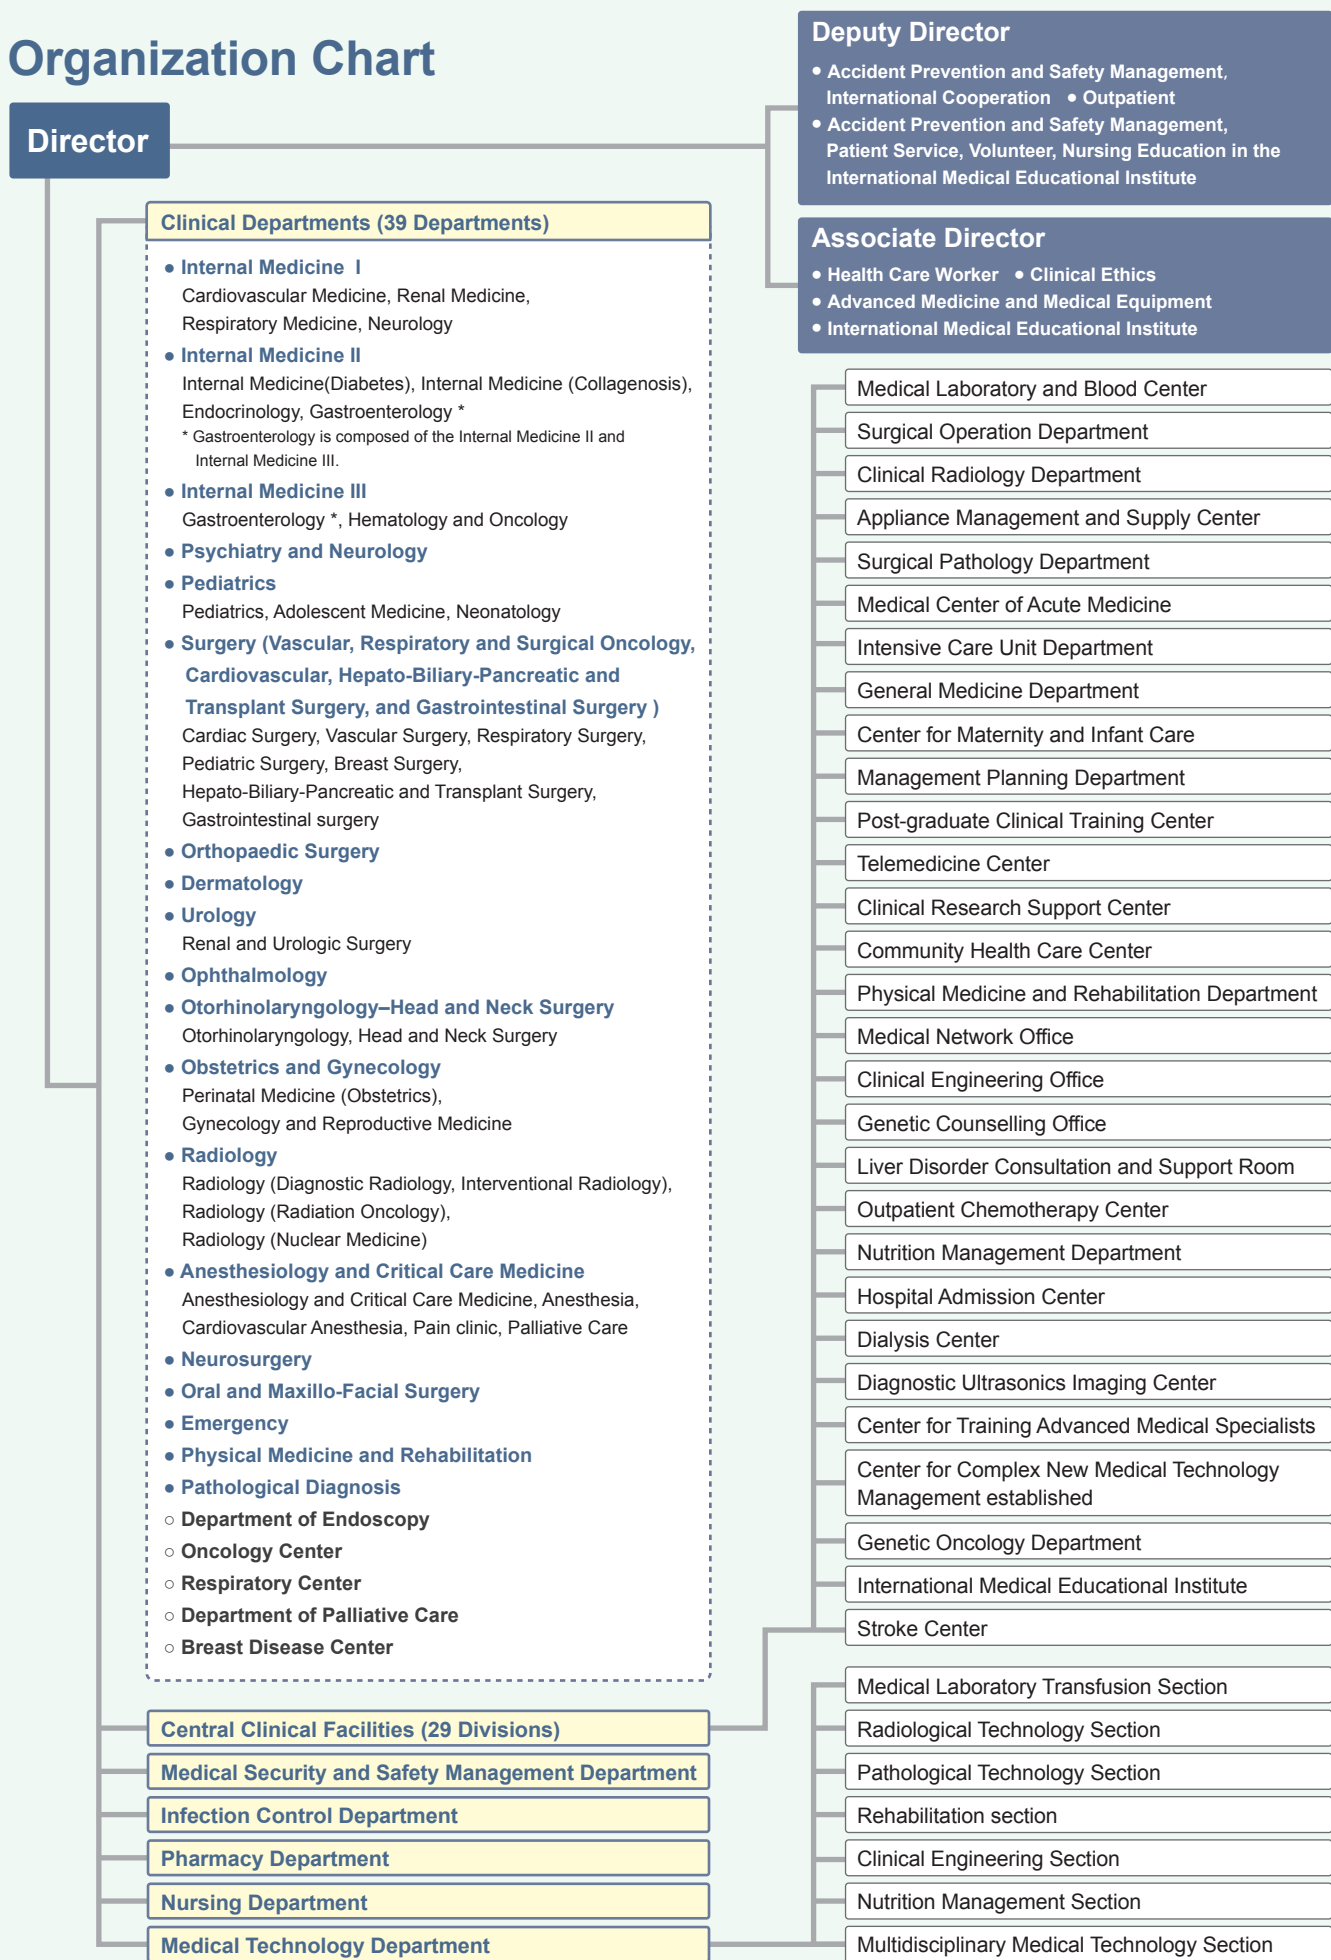 Organization Chart
Director
Deputy Director
● Accident Prevention and Safety Management,
International Cooperation ● Outpatient
● Accident Prevention and Safety Management,
Patient Service, Volunteer, Nursing Education in the
International Medical Educational Institute
Associate Director
● Health Care Worker ● Clinical Ethics
● Advanced Medicine and Medical Equipment
● International Medical Educational Institute
Clinical Departments (39 Departments)
● Internal Medicine I
Cardiovascular Medicine, Renal Medicine,
Respiratory Medicine, Neurology
● Internal Medicine II
Internal Medicine(Diabetes), Internal Medicine (Collagenosis),
Endocrinology, Gastroenterology *
* Gastroenterology is composed of the Internal Medicine II and
Internal Medicine III.
● Internal Medicine III
Gastroenterology *, Hematology and Oncology
● Psychiatry and Neurology
● Pediatrics
Pediatrics, Adolescent Medicine, Neonatology
● Surgery (Vascular, Respiratory and Surgical Oncology,
Cardiovascular, Hepato-Biliary-Pancreatic and
Transplant Surgery, and Gastrointestinal Surgery )
Cardiac Surgery, Vascular Surgery, Respiratory Surgery,
Pediatric Surgery, Breast Surgery,
Hepato-Biliary-Pancreatic and Transplant Surgery,
Gastrointestinal surgery
● Orthopaedic Surgery
● Dermatology
● Urology
Renal and Urologic Surgery
● Ophthalmology
● Otorhinolaryngology–Head and Neck Surgery
Otorhinolaryngology, Head and Neck Surgery
● Obstetrics and Gynecology
Perinatal Medicine (Obstetrics),
Gynecology and Reproductive Medicine
● Radiology
Radiology (Diagnostic Radiology, Interventional Radiology),
Radiology (Radiation Oncology),
Radiology (Nuclear Medicine)
● Anesthesiology and Critical Care Medicine
Anesthesiology and Critical Care Medicine, Anesthesia,
Cardiovascular Anesthesia, Pain clinic, Palliative Care
● Neurosurgery
● Oral and Maxillo-Facial Surgery
● Emergency
● Physical Medicine and Rehabilitation
● Pathological Diagnosis
○ Department of Endoscopy
○ Oncology Center
○ Respiratory Center
○ Department of Palliative Care
○ Breast Disease Center
Central Clinical Facilities (29 Divisions)
Medical Security and Safety Management Department
Infection Control Department
Pharmacy Department
Nursing Department
Medical Technology Department
Medical Laboratory and Blood Center
Surgical Operation Department
Clinical Radiology Department
Appliance Management and Supply Center
Surgical Pathology Department
Medical Center of Acute Medicine
Intensive Care Unit Department
General Medicine Department
Center for Maternity and Infant Care
Management Planning Department
Post-graduate Clinical Training Center
Telemedicine Center
Clinical Research Support Center
Community Health Care Center
Physical Medicine and Rehabilitation Department
Medical Network Office
Clinical Engineering Office
Genetic Counselling Office
Liver Disorder Consultation and Support Room
Outpatient Chemotherapy Center
Nutrition Management Department
Hospital Admission Center
Dialysis Center
Diagnostic Ultrasonics Imaging Center
Center for Training Advanced Medical Specialists
Center for Complex New Medical Technology
Management established
Genetic Oncology Department
International Medical Educational Institute
Stroke Center
Medical Laboratory Transfusion Section
Radiological Technology Section
Pathological Technology Section
Rehabilitation section
Clinical Engineering Section
Nutrition Management Section
Multidisciplinary Medical Technology Section